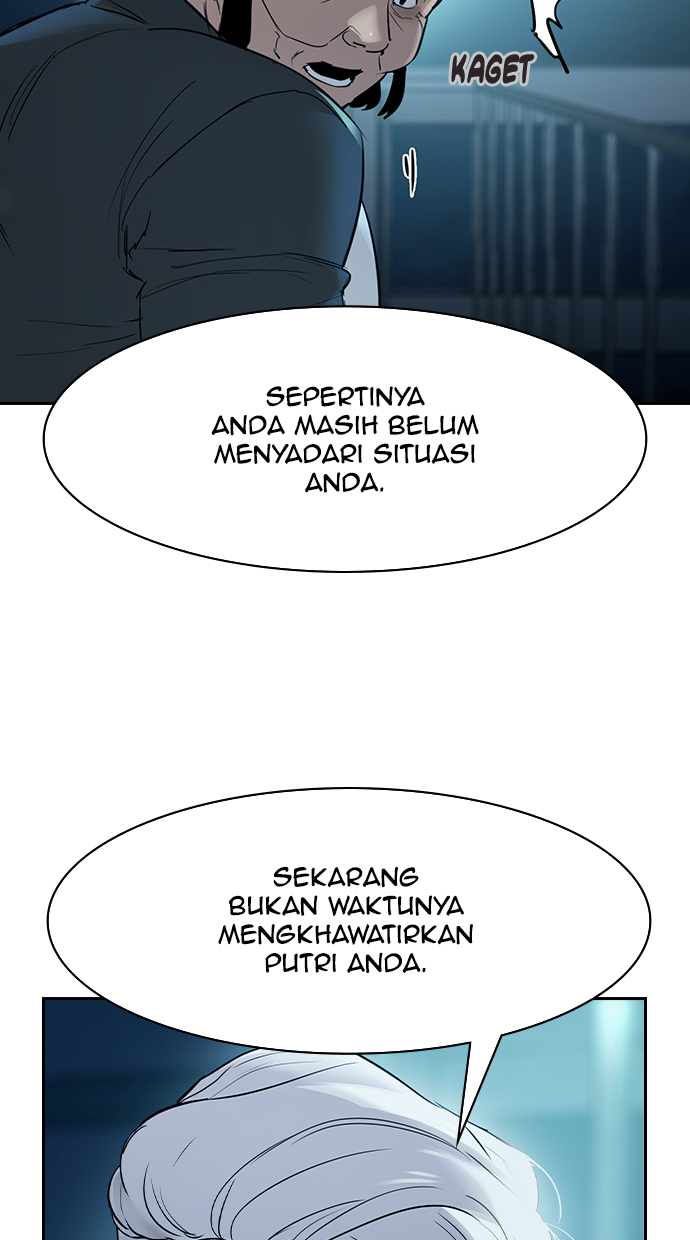 KAGET
SEPERTINYA
ANDA MASIH BELUM
MENYADARI SITUASI
ANDA.
SEKARANG
BUKAN WAKTUNYA
MENGKHAWATIRKAN
PUTRI ANDA.